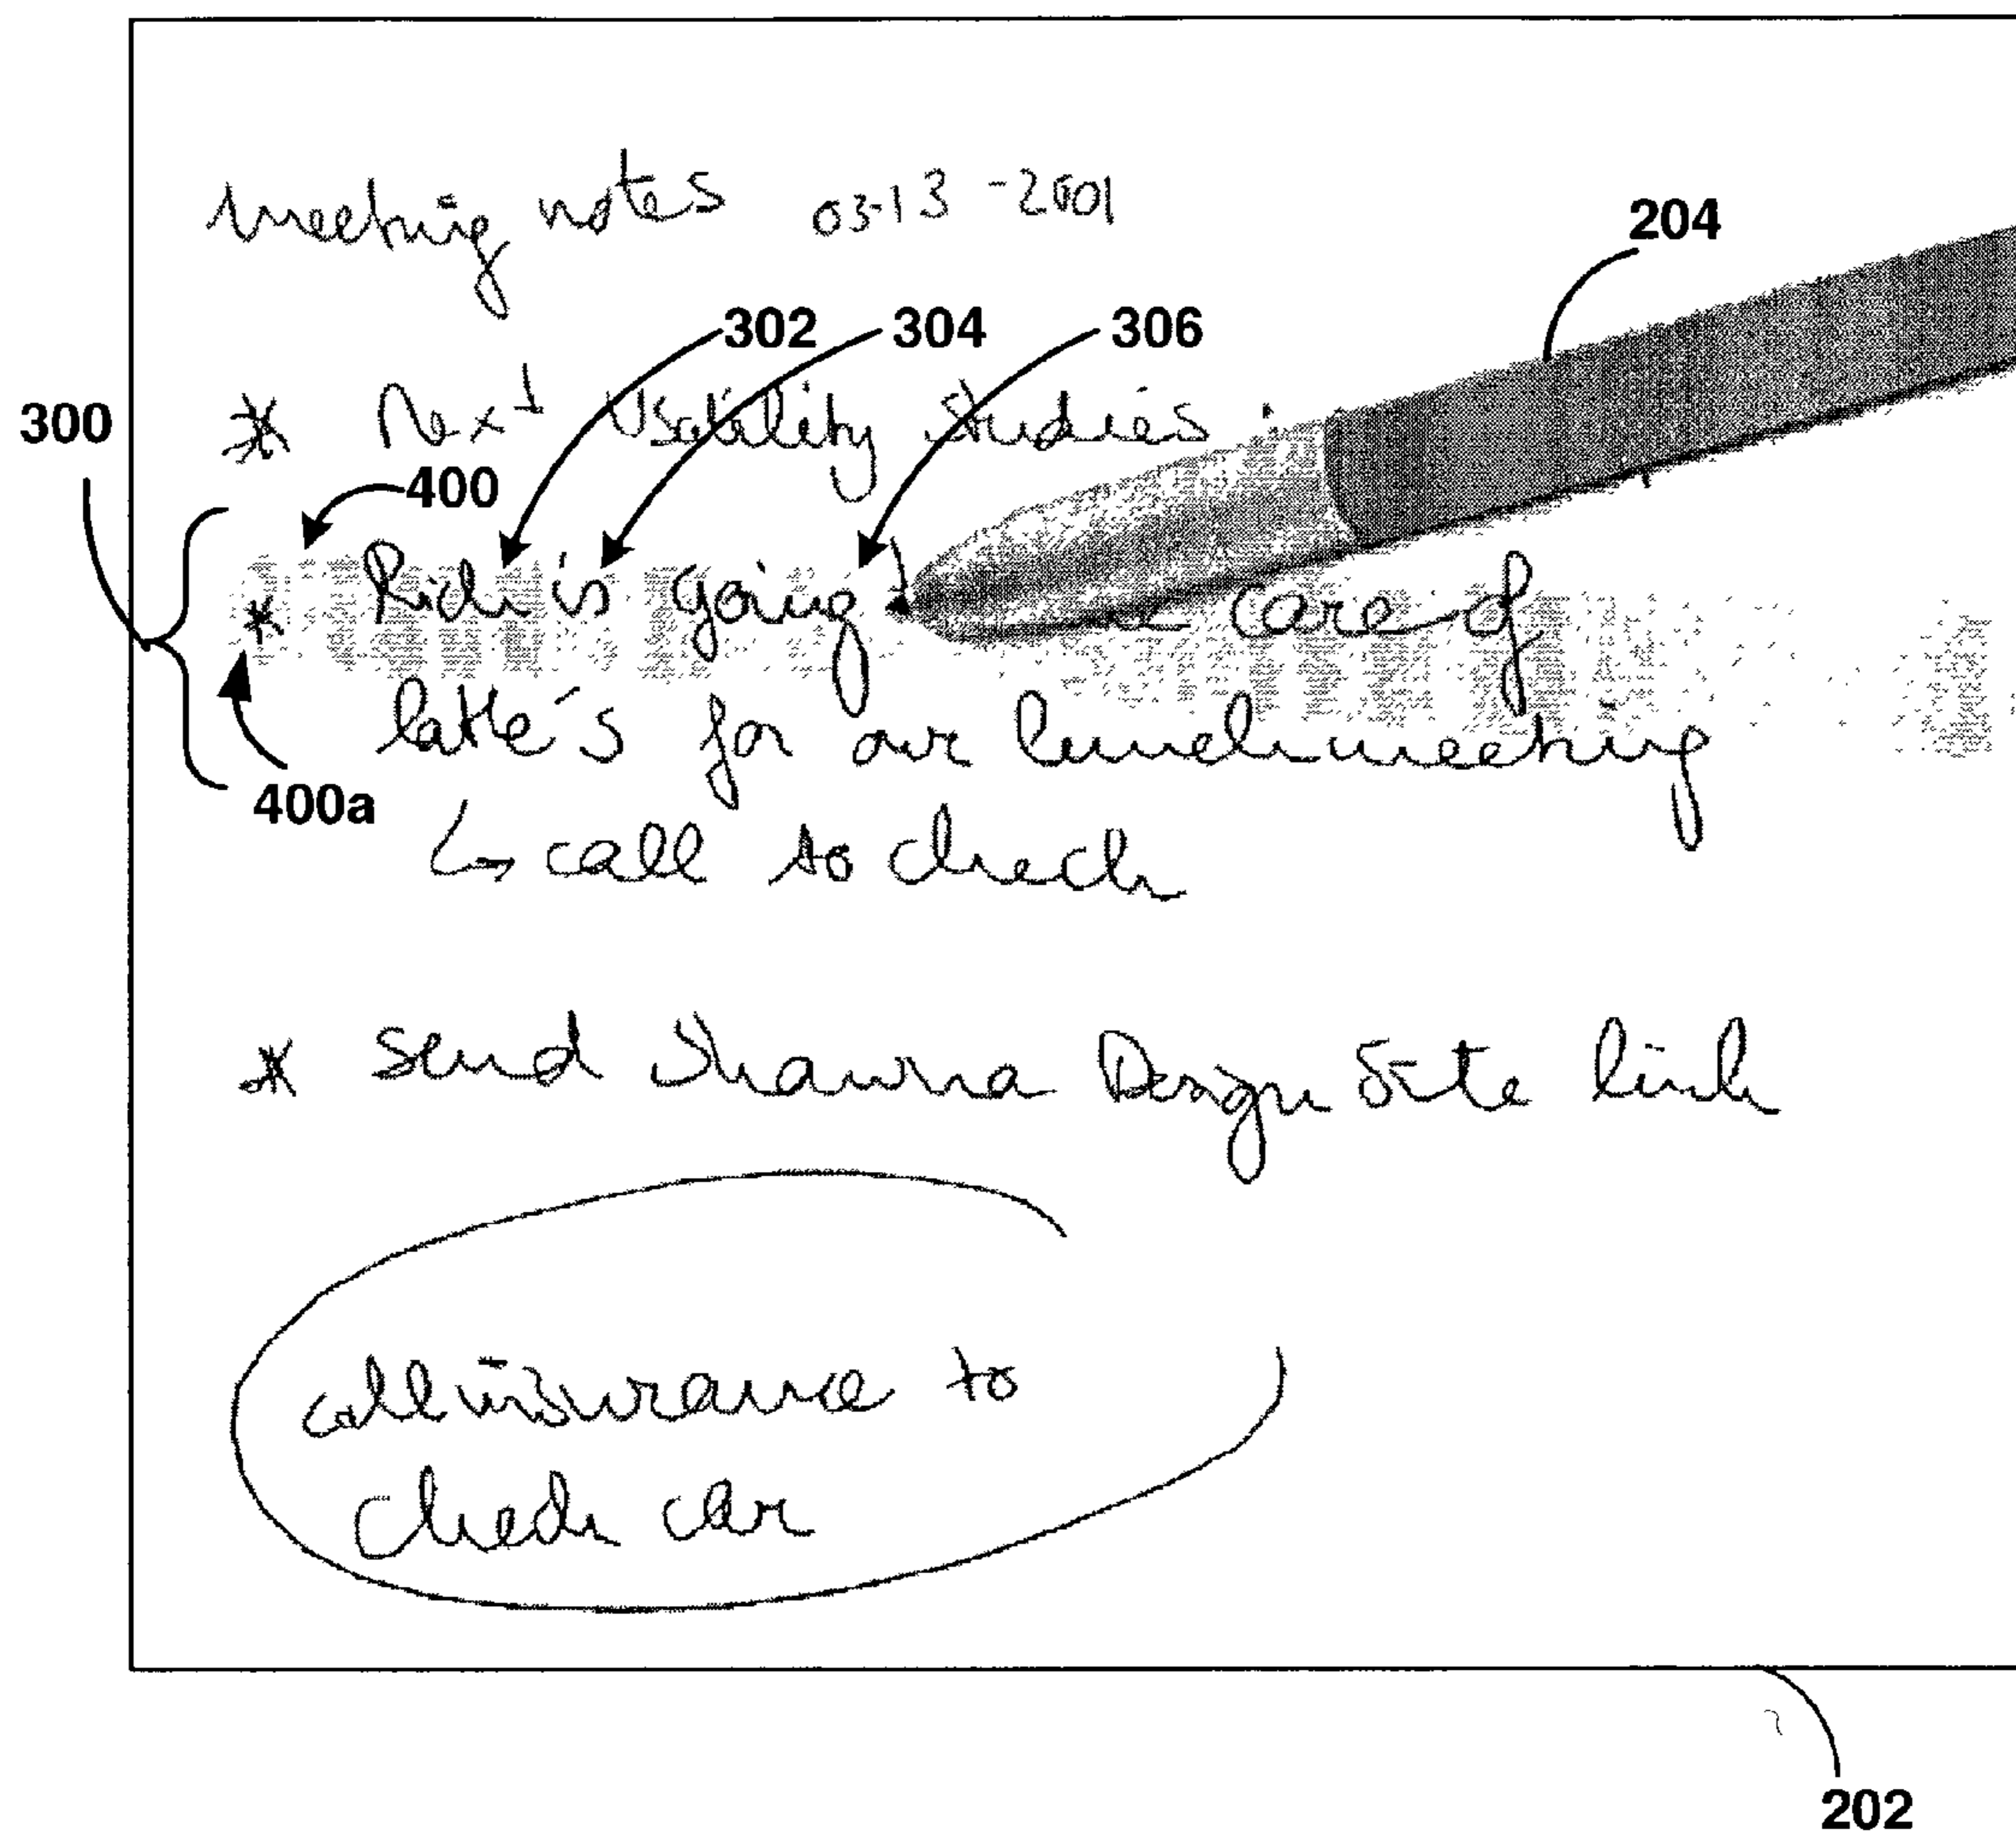 meeting notes 03-13-2001
204
302 304 306
300
* Next Usability Studies
400
* Rich is going care of
latte's for our lunch meeting
400a
↳ call to check
* Send Shawna Design Site link
call insurance to
check car
202